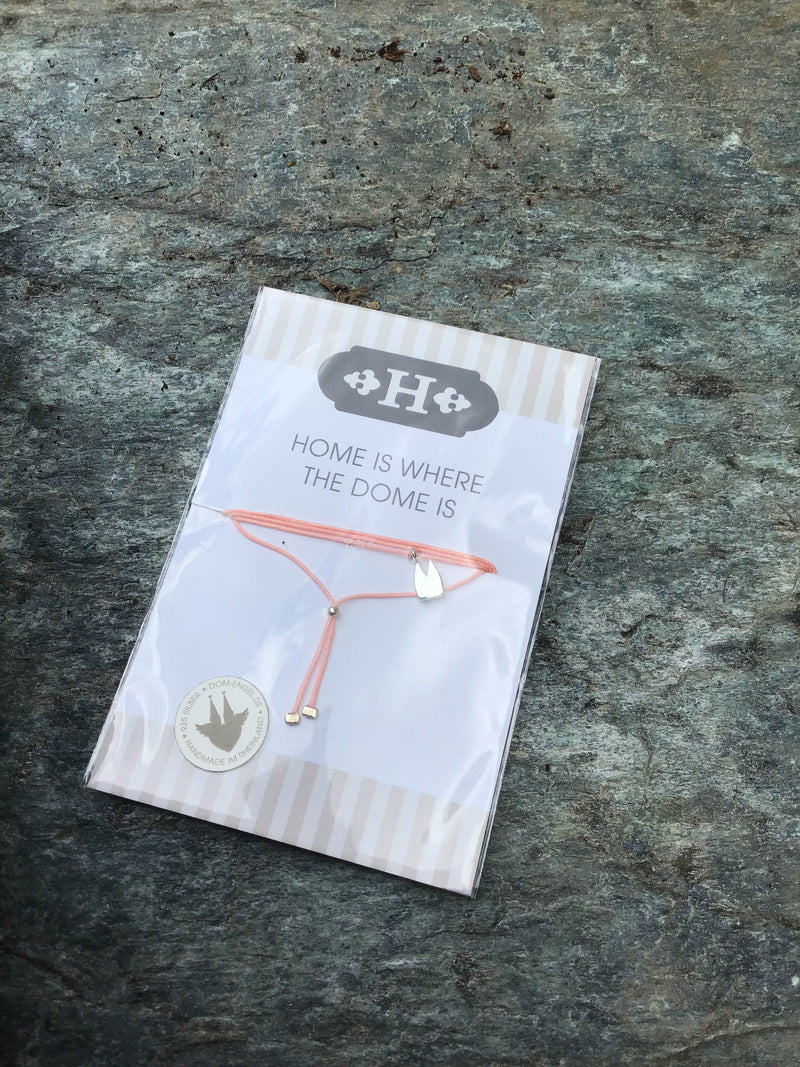 H
HOME IS WHERE
THE DOME IS
925 SILBER • DOM-ENGEL.DE •
HANDMADE IM RHEINLAND •